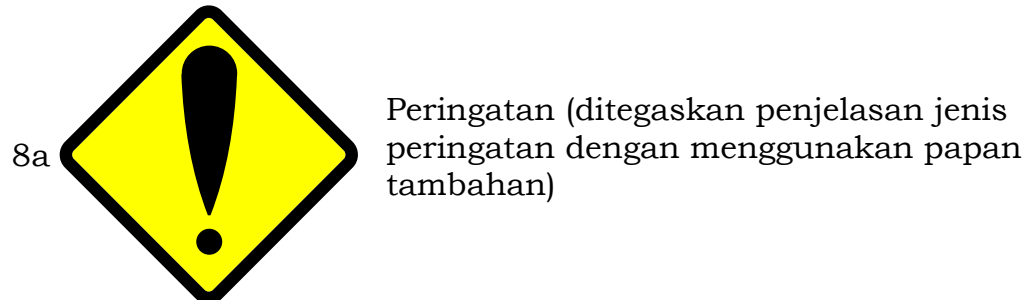 8a
Peringatan (ditegaskan penjelasan jenis
peringatan dengan menggunakan papan
tambahan)